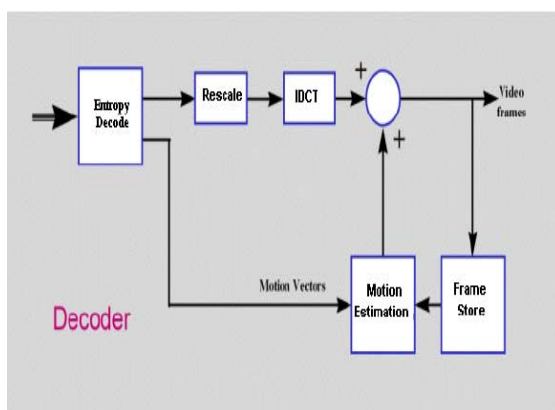 Entropy
Decode
Rescale
IDCT
+
Video
frames
+
Motion Vectors
Motion
Estimation
Frame
Store
Decoder